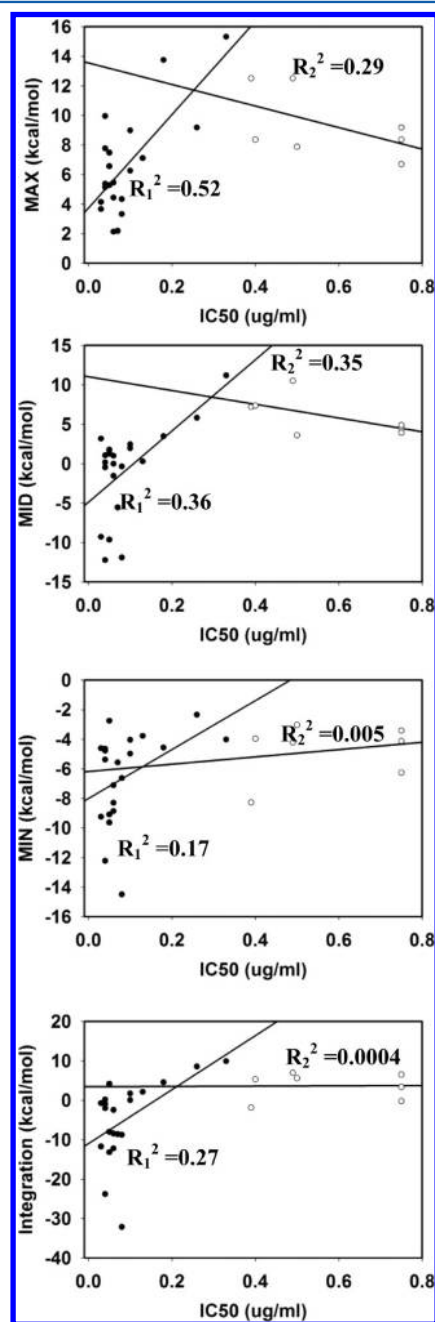 16
14
12
10
8
6
4
2
0
MAX (kcal/mol)
R₂² =0.29
R₁² =0.52
0.0 0.2 0.4 0.6 0.8
IC50 (ug/ml)
15
10
5
0
-5
-10
-15
MID (kcal/mol)
R₂² =0.35
R₁² =0.36
0.0 0.2 0.4 0.6 0.8
IC50 (ug/ml)
0
-2
-4
-6
-8
-10
-12
-14
-16
MIN (kcal/mol)
R₂² =0.005
R₁² =0.17
0.0 0.2 0.4 0.6 0.8
IC50 (ug/ml)
20
10
0
-10
-20
-30
-40
Integration (kcal/mol)
R₂² =0.0004
R₁² =0.27
0.0 0.2 0.4 0.6 0.8
IC50 (ug/ml)